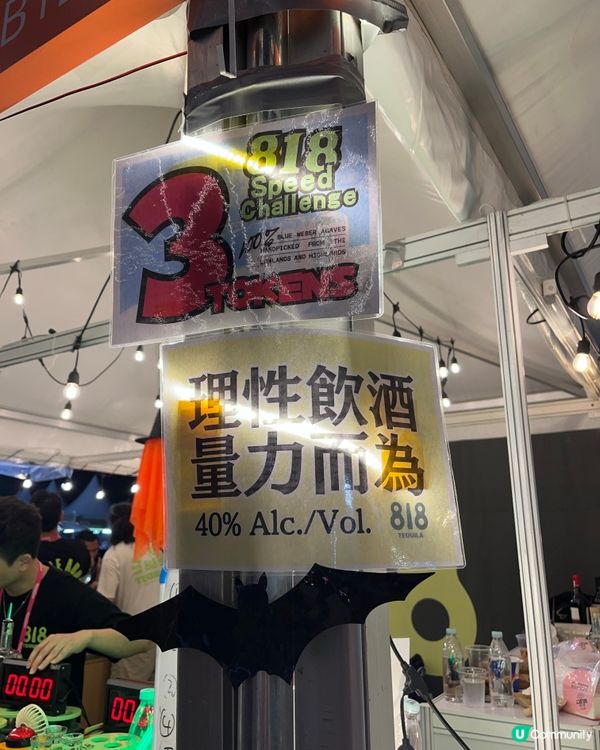 818
Speed
Challenge
3
100% BLUE WEBER AGAVES
HANDPICKED FROM THE
LOWLANDS AND HIGHLANDS
TOKENS
理性飲酒
量力而為
40% Alc./Vol.
818
TEQUILA
818
00.00
U Community